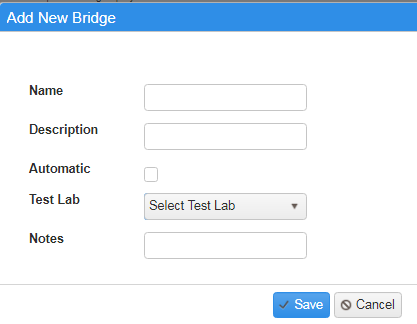 Add New Bridge
Name
Description
Automatic
Test Lab Select Test Lab
Notes
Save Cancel